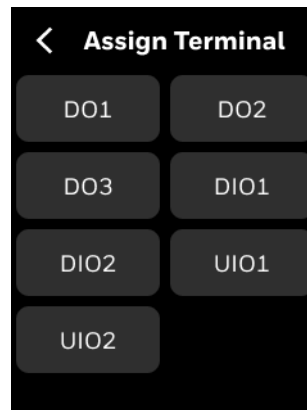 Assign Terminal
DO1 DO2
DO3 DIO1
DIO2 UIO1
UIO2